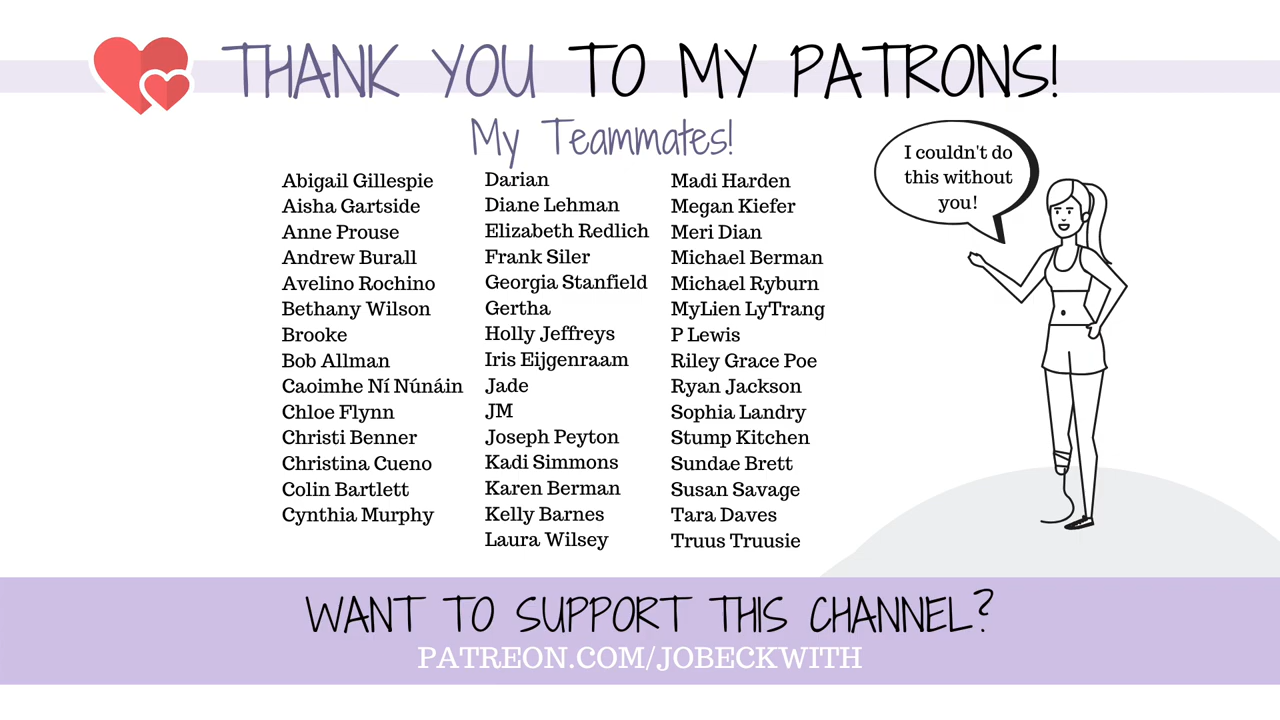 THANK YOU TO MY PATRONS!
My Teammates!
Abigail Gillespie
Aisha Gartside
Anne Prouse
Andrew Burall
Avelino Rochino
Bethany Wilson
Brooke
Bob Allman
Caoimhe Ní Núnáin
Chloe Flynn
Christi Benner
Christina Cueno
Colin Bartlett
Cynthia Murphy
Darian
Diane Lehman
Elizabeth Redlich
Frank Siler
Georgia Stanfield
Gertha
Holly Jeffreys
Iris Eijgenraam
Jade
JM
Joseph Peyton
Kadi Simmons
Karen Berman
Kelly Barnes
Laura Wilsey
Madi Harden
Megan Kiefer
Meri Dian
Michael Berman
Michael Ryburn
MyLien LyTrang
P Lewis
Riley Grace Poe
Ryan Jackson
Sophia Landry
Stump Kitchen
Sundae Brett
Susan Savage
Tara Daves
Truus Truusie
I couldn't do
this without
you!
WANT TO SUPPORT THIS CHANNEL?
PATREON.COM/JOBECKWITH